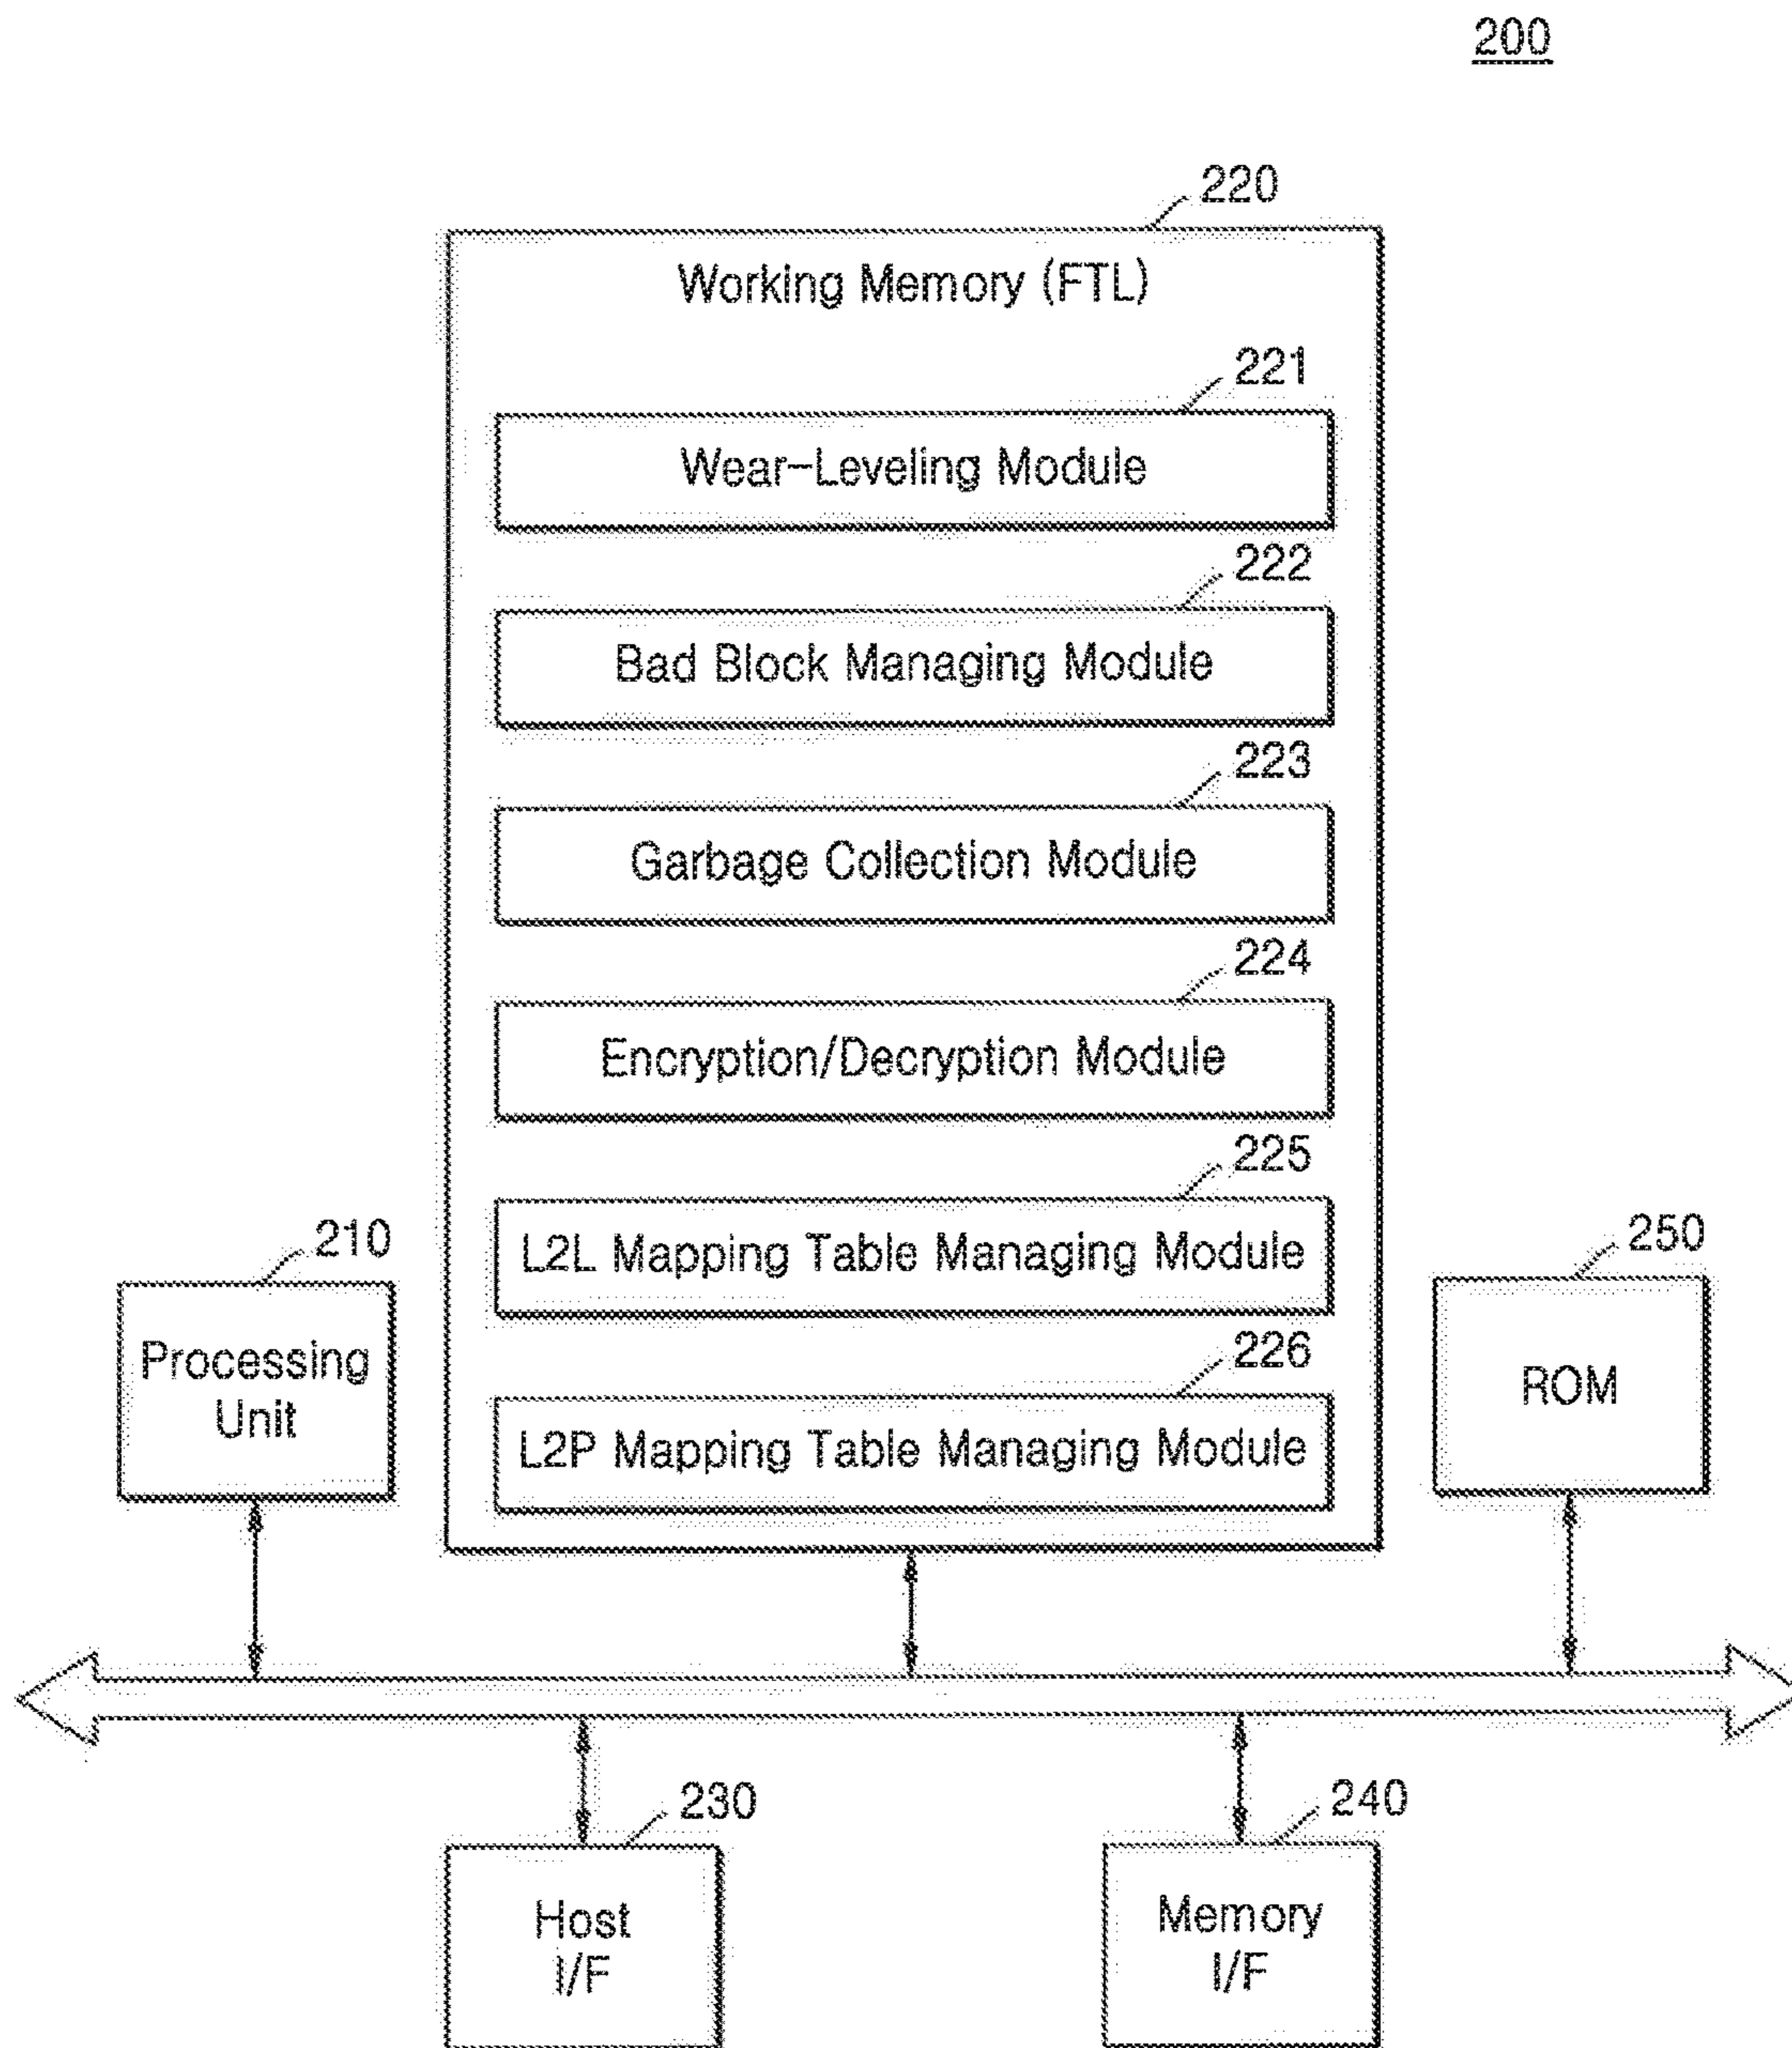 200
220
Working Memory (FTL)
221
Wear-Leveling Module
222
Bad Block Managing Module
223
Garbage Collection Module
224
Encryption/Decryption Module
225
L2L Mapping Table Managing Module
226
L2P Mapping Table Managing Module
210
Processing
Unit
250
ROM
230
Host
I/F
240
Memory
I/F